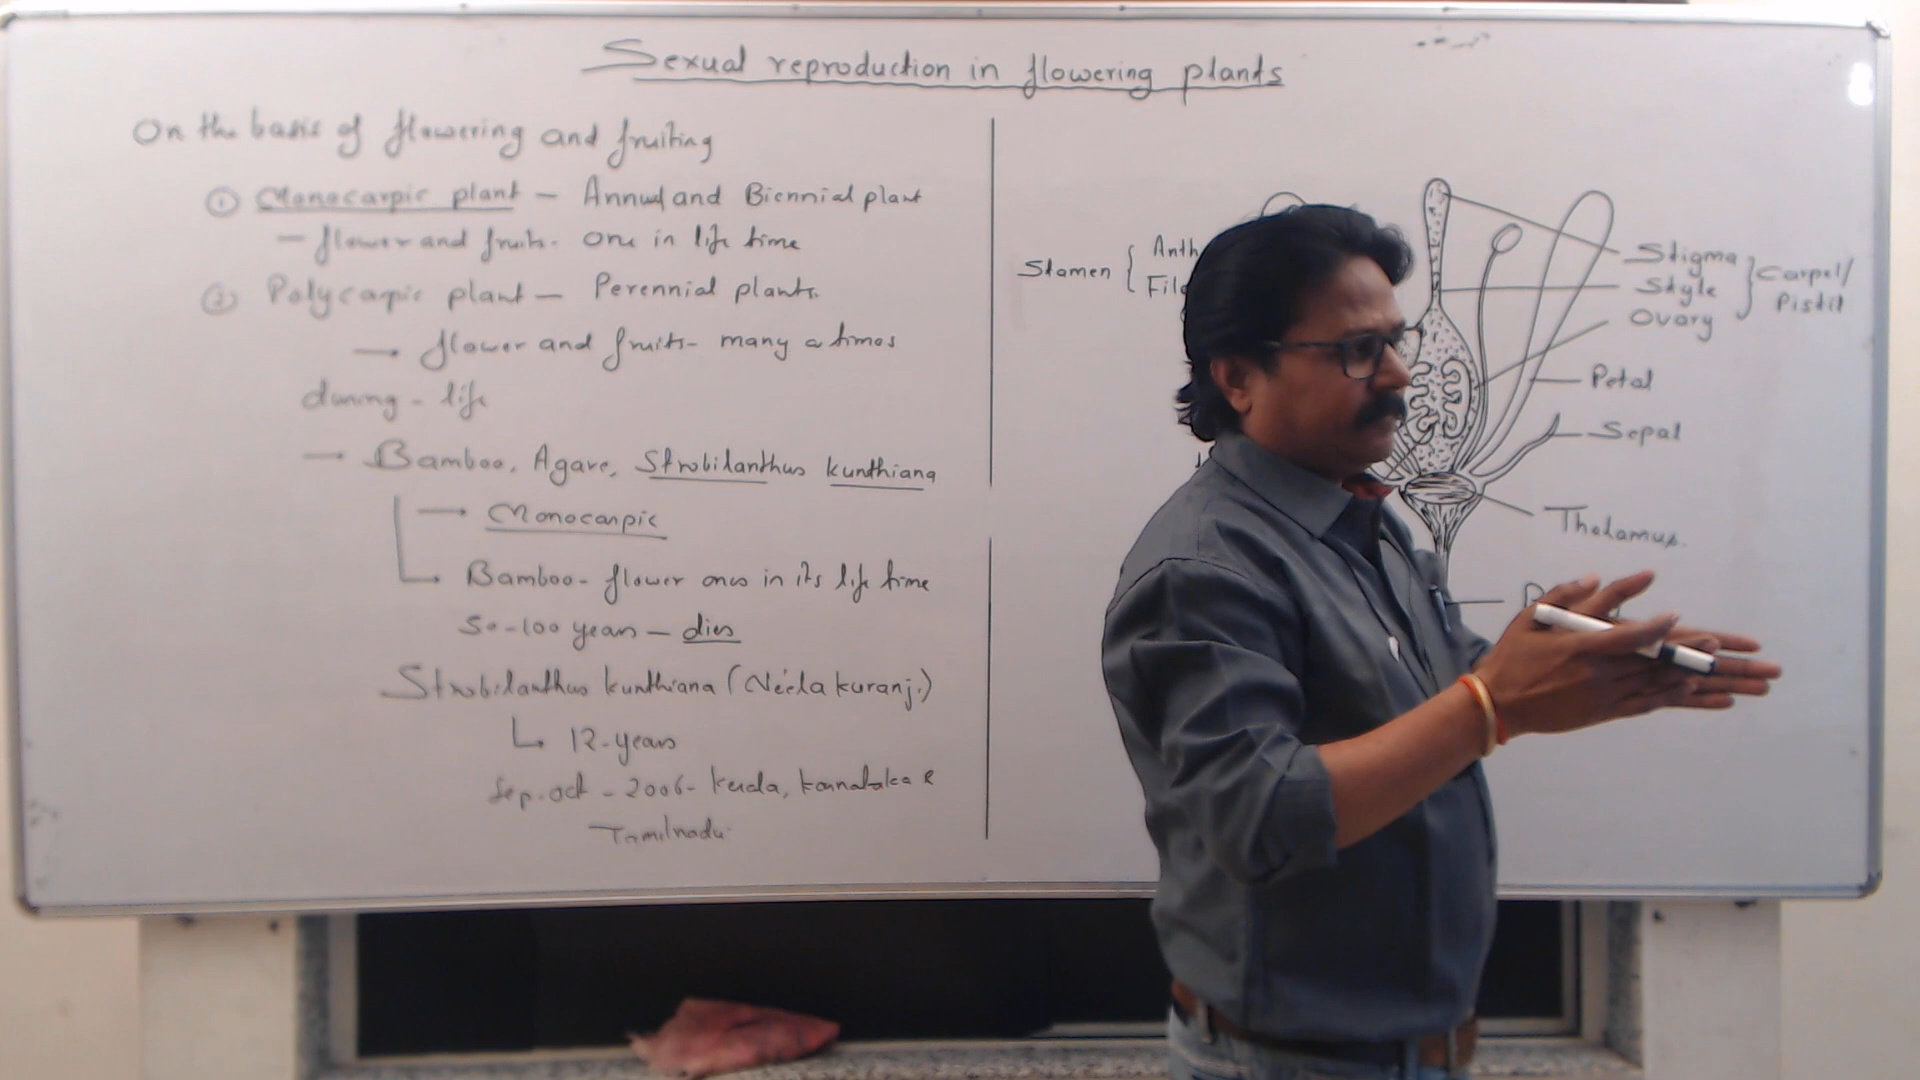 Sexual reproduction in flowering plants
On the basis of flowering and fruiting
① Monocarpic plant – Annual and Biennial plant
– flower and fruits - one in life time
② Polycarpic plant – Perennial plants.
→ flower and fruits – many a times
during - life
– Bamboo, Agave, Strobilanthus kunthiana
→ Monocarpic
Bamboo - flower once in its life time
50-100 years – dies
Strobilanthus kunthiana (Neela kuranji)
↳ 12-years
Sep-oct - 2006 - Kerala, Karnataka &
Tamilnadu
Stamen { Anth
Fila
Stigma
Style
Ovary
} Carpel/
Pistil
Petal
Sepal
Thalamus.